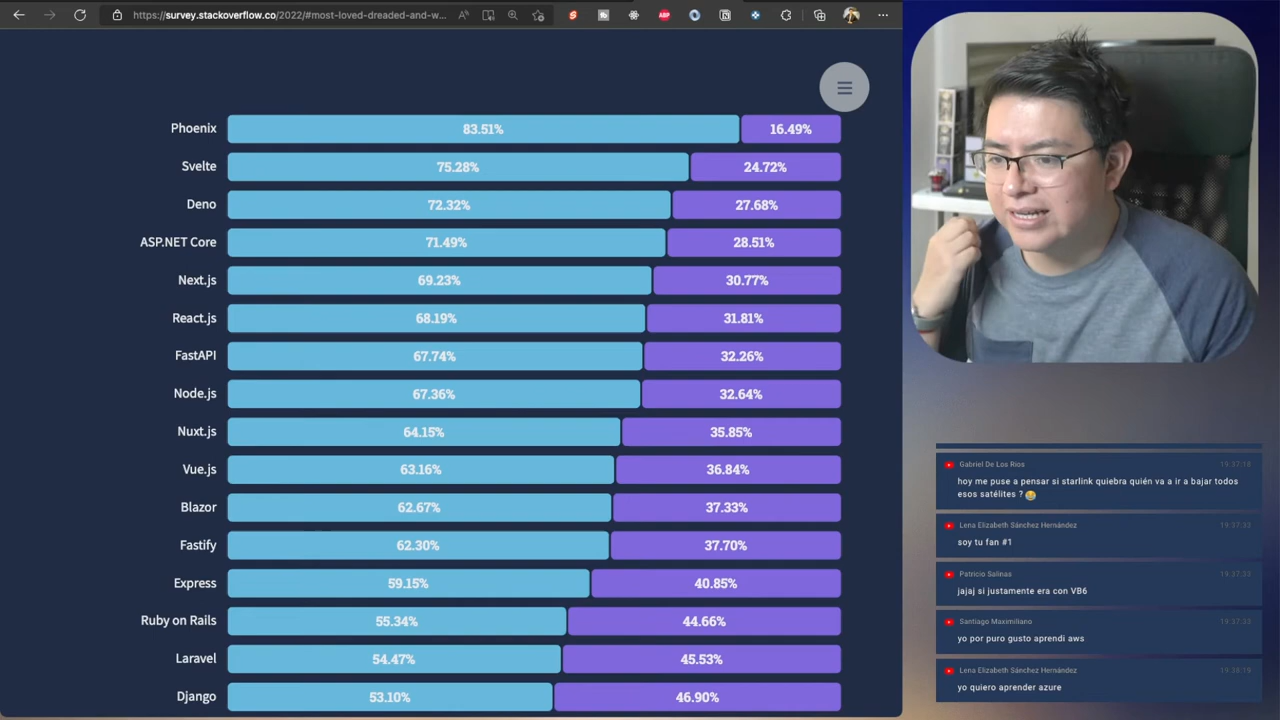 https://survey.stackoverflow.co/2022/#most-loved-dreaded-and-w...
Phoenix 83.51% 16.49%
Svelte 75.28% 24.72%
Deno 72.32% 27.68%
ASP.NET Core 71.49% 28.51%
Next.js 69.23% 30.77%
React.js 68.19% 31.81%
FastAPI 67.74% 32.26%
Node.js 67.36% 32.64%
Nuxt.js 64.15% 35.85%
Vue.js 63.16% 36.84%
Blazor 62.67% 37.33%
Fastify 62.30% 37.70%
Express 59.15% 40.85%
Ruby on Rails 55.34% 44.66%
Laravel 54.47% 45.53%
Django 53.10% 46.90%
Gabriel De Los Rios 19:37:18
hoy me puse a pensar si starlink quiebra quién va a ir a bajar todos
esos satélites ?
Lena Elizabeth Sánchez Hernández
soy tu fan #1
Patricio Salinas
jajaj si justamente era con VB6
Santiago Maximiliano
yo por puro gusto aprendi aws
Lena Elizabeth Sánchez Hernández
yo quiero aprender azure